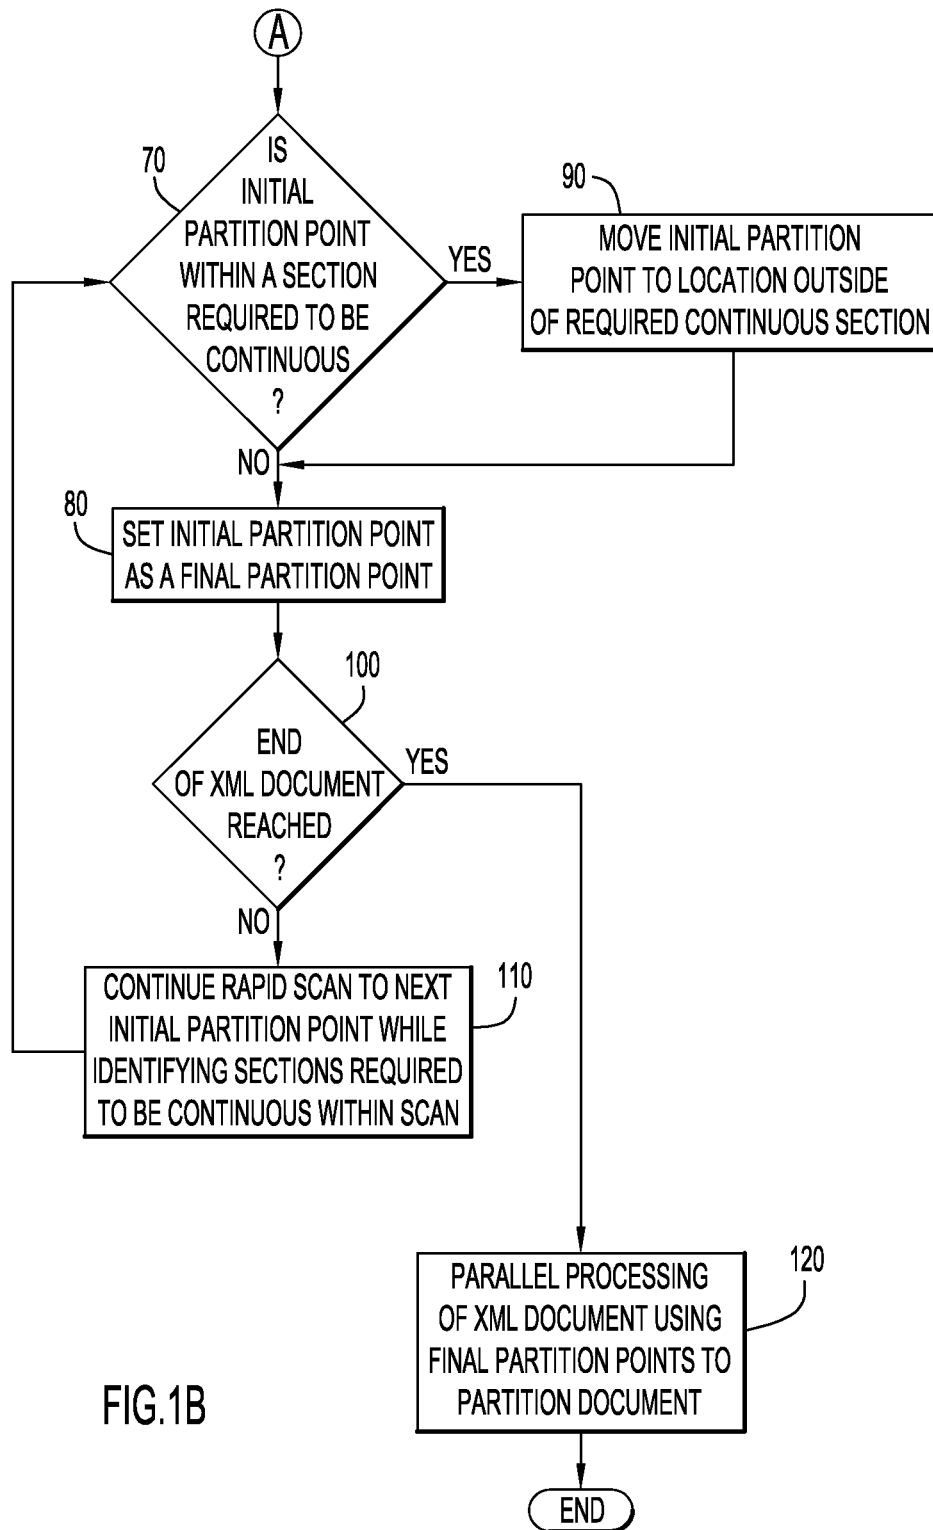 A
IS
INITIAL
PARTITION POINT
WITHIN A SECTION
REQUIRED TO BE
CONTINUOUS
?
70
YES
90
MOVE INITIAL PARTITION
POINT TO LOCATION OUTSIDE
OF REQUIRED CONTINUOUS SECTION
NO
80
SET INITIAL PARTITION POINT
AS A FINAL PARTITION POINT
100
END
OF XML DOCUMENT
REACHED
?
YES
NO
CONTINUE RAPID SCAN TO NEXT
INITIAL PARTITION POINT WHILE
IDENTIFYING SECTIONS REQUIRED
TO BE CONTINUOUS WITHIN SCAN
110
PARALLEL PROCESSING
OF XML DOCUMENT USING
FINAL PARTITION POINTS TO
PARTITION DOCUMENT
120
FIG.1B
END